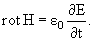 rot H = ε₀ ∂E/∂t.